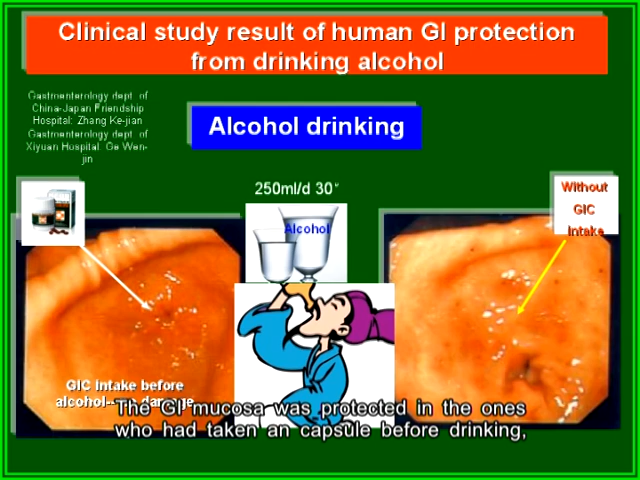 Clinical study result of human GI protection
from drinking alcohol
Gastroenterology dept. of
China-Japan Friendship
Hospital: Zhang Ke-jian
Gastroenterology dept. of
Xiyuan Hospital: Ge Wen-
jin
Alcohol drinking
250ml/d 30°
Alcohol
Without
GIC
Intake
GIC Intake before
alcohol-- damage
The GI mucosa was protected in the ones
who had taken an capsule before drinking,